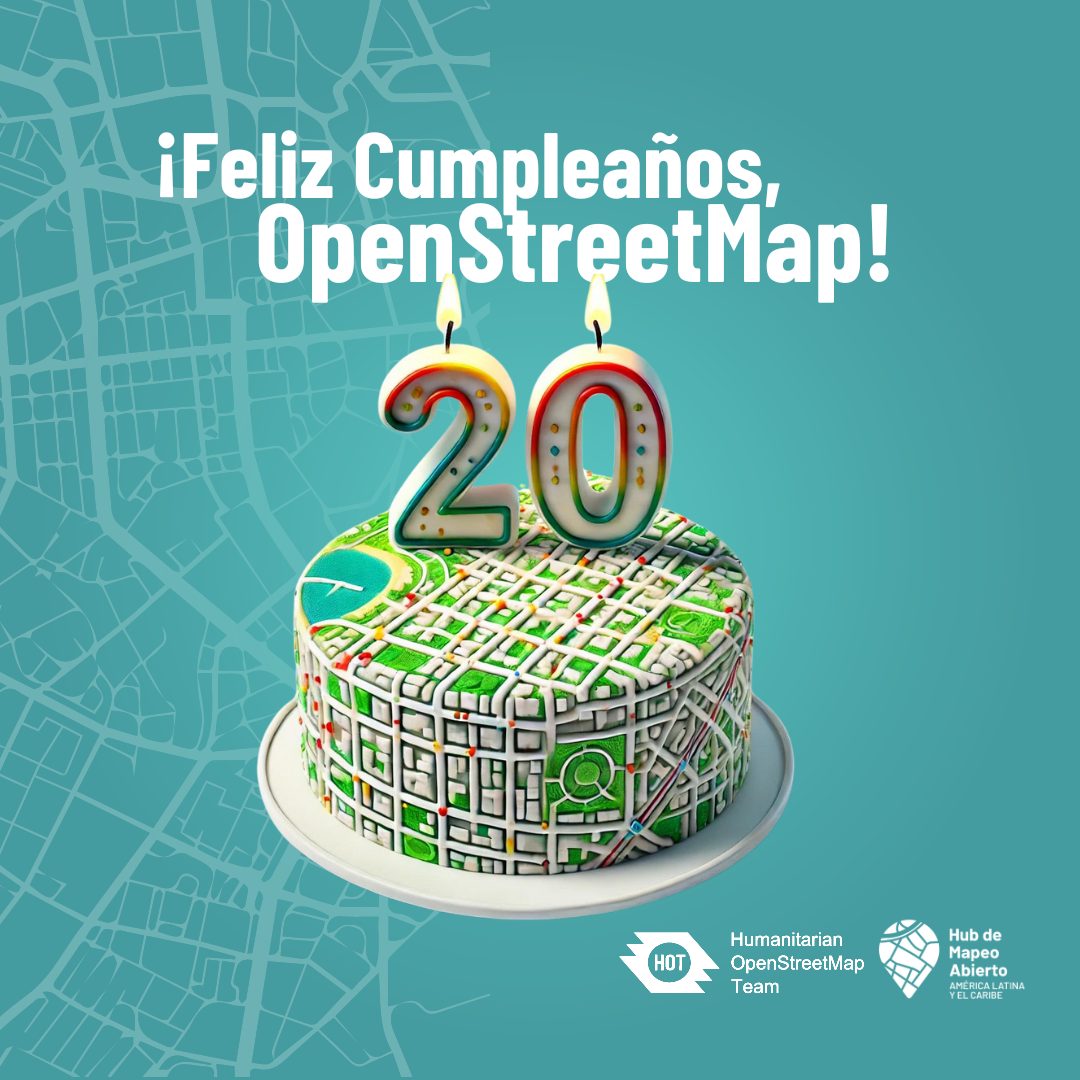 ¡Feliz Cumpleaños,
OpenStreetMap!
20
HOT
Humanitarian
OpenStreetMap
Team
Hub de
Mapeo
Abierto
AMÉRICA LATINA
Y EL CARIBE